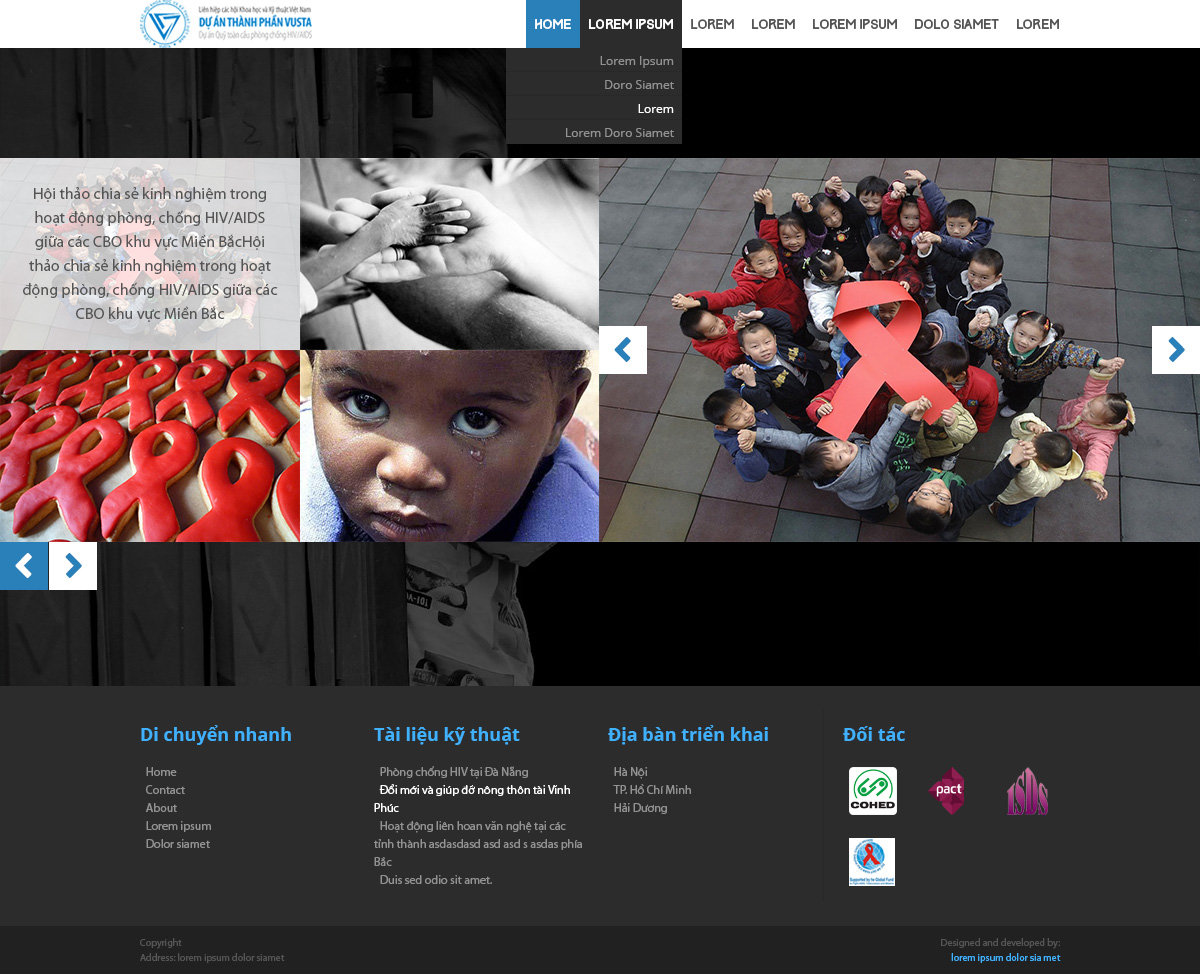 Liên hiệp các hội Khoa học và Kỹ thuật Việt Nam
DỰ ÁN THÀNH PHẦN VUSTA
Dự án Quỹ toàn cầu phòng chống HIV/AIDS
HOME LOREM IPSUM LOREM LOREM LOREM IPSUM DOLO SIAMET LOREM
Lorem Ipsum
Doro Siamet
Lorem
Lorem Doro Siamet
Hội thảo chia sẻ kinh nghiệm trong
hoạt động phòng, chống HIV/AIDS
giữa các CBO khu vực Miền BắcHội
thảo chia sẻ kinh nghiệm trong hoạt
động phòng, chống HIV/AIDS giữa các
CBO khu vực Miền Bắc
Di chuyển nhanh
Home
Contact
About
Lorem ipsum
Dolor siamet
Tài liệu kỹ thuật
Phòng chống HIV tại Đà Nẵng
Đổi mới và giúp đỡ nông thôn tài Vính
Phúc
Hoạt động liên hoan văn nghệ tại các
tỉnh thành asdasdasd asd asd s asdas phía
Bắc
Duis sed odio sit amet.
Địa bàn triển khai
Hà Nội
TP. Hồ Chí Minh
Hải Dương
Đối tác
COHED
pact
Supported by he Global Fund
Copyright
Address: lorem ipsum dolor siamet
Designed and developed by:
lorem ipsum dolor sia met